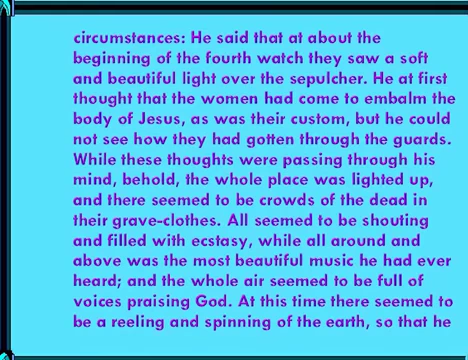 circumstances: He said that at about the
beginning of the fourth watch they saw a soft
and beautiful light over the sepulcher. He at first
thought that the women had come to embalm the
body of Jesus, as was their custom, but he could
not see how they had gotten through the guards.
While these thoughts were passing through his
mind, behold, the whole place was lighted up,
and there seemed to be crowds of the dead in
their grave-clothes. All seemed to be shouting
and filled with ecstasy, while all around and
above was the most beautiful music he had ever
heard; and the whole air seemed to be full of
voices praising God. At this time there seemed to
be a reeling and spinning of the earth, so that he